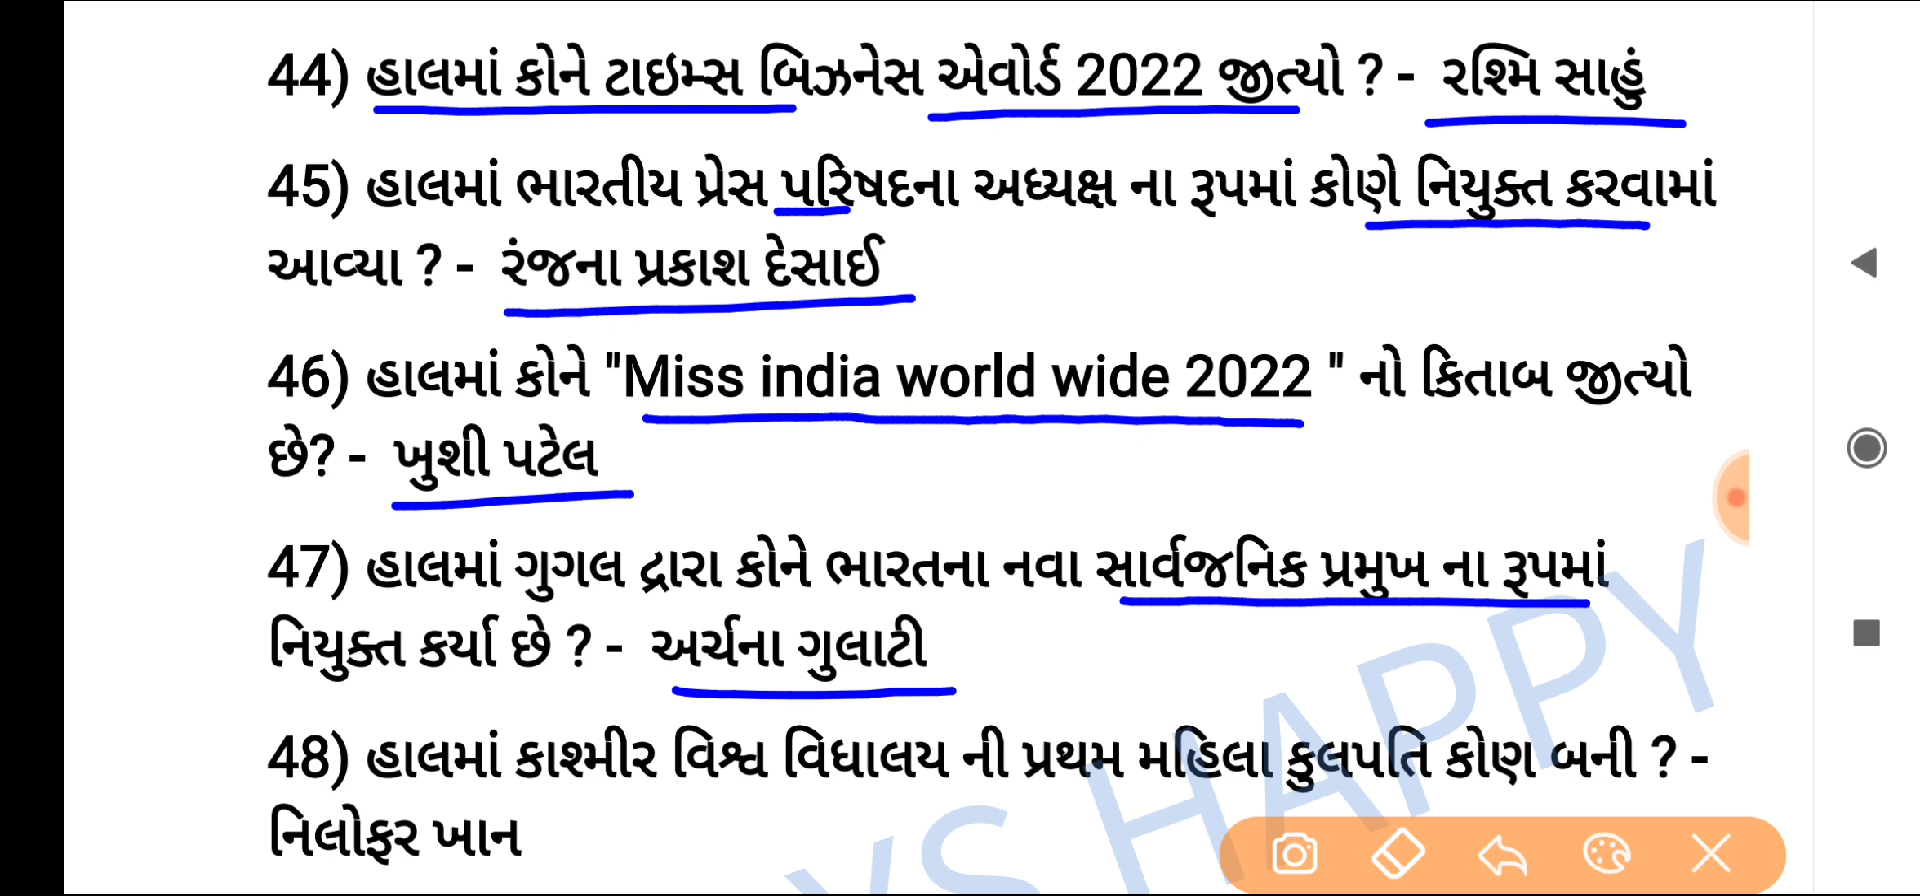 44) હાલમાં કોને ટાઇમ્સ બિઝનેસ એવોર્ડ 2022 જીત્યો ? - રશ્મિ સાહું
45) હાલમાં ભારતીય પ્રેસ પરિષદના અધ્યક્ષ ના રૂપમાં કોણે નિયુક્ત કરવામાં
આવ્યા ? - રંજના પ્રકાશ દેસાઈ
46) હાલમાં કોને "Miss india world wide 2022 " નો કિતાબ જીત્યો
છે? - ખુશી પટેલ
47) હાલમાં ગુગલ દ્રારા કોને ભારતના નવા સાર્વજનિક પ્રમુખ ના રૂપમાં
નિયુક્ત કર્યા છે ? - અર્ચના ગુલાટી
48) હાલમાં કાશ્મીર વિશ્વ વિધાલય ની પ્રથમ મહિલા કુલપતિ કોણ બની ? -
નિલોફર ખાન
YS HAPPY